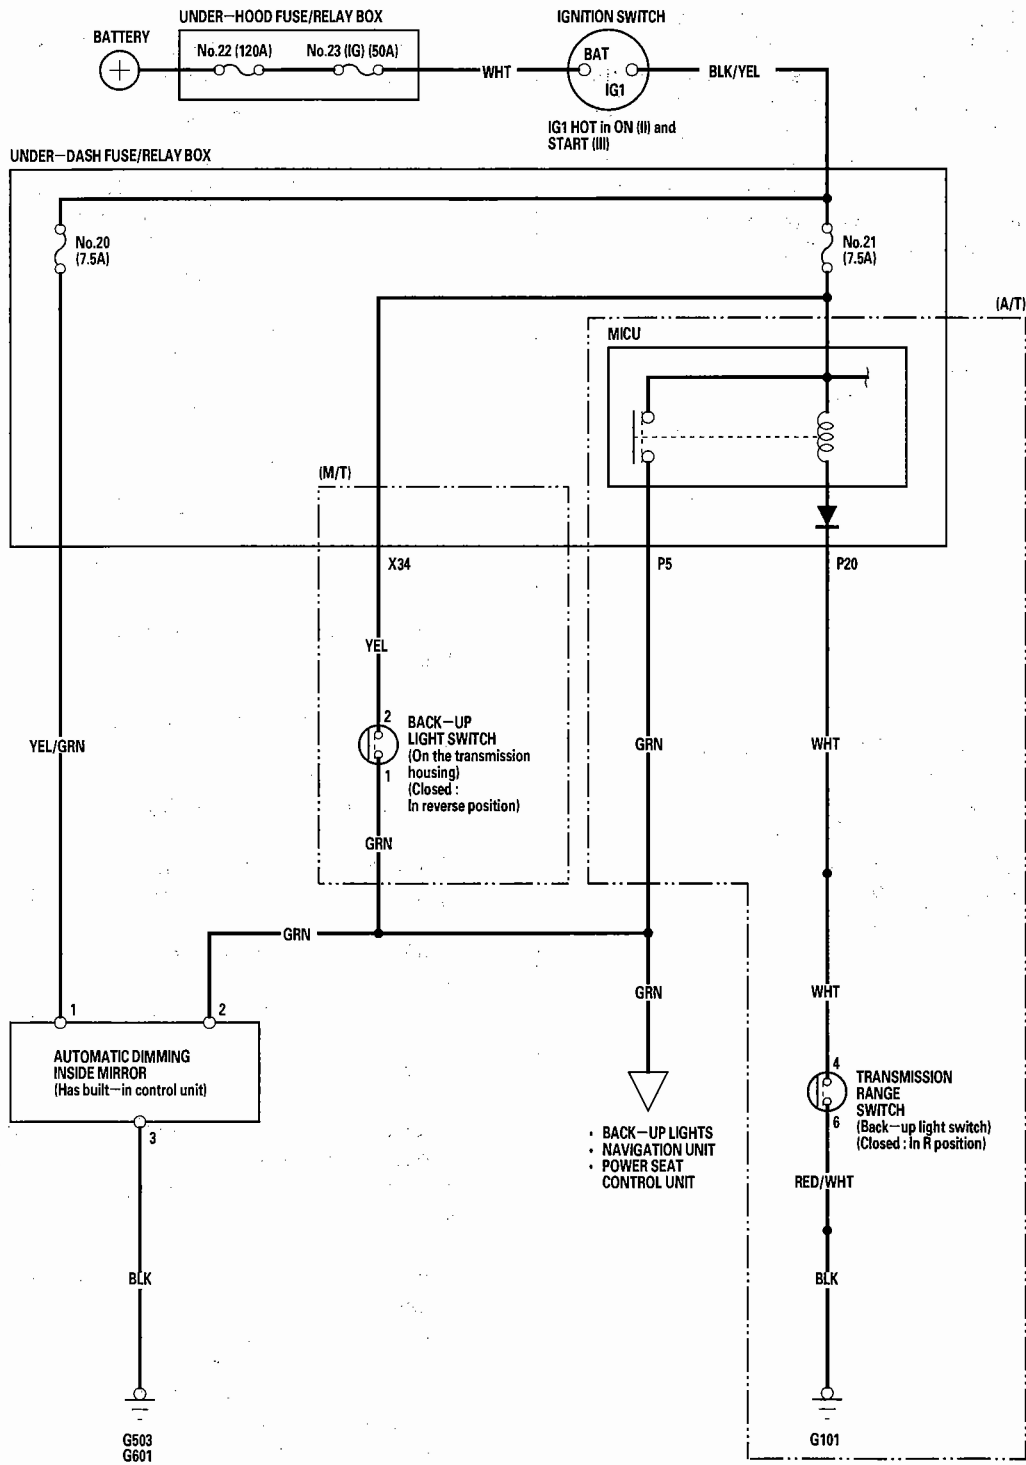 UNDER-HOOD FUSE/RELAY BOX
IGNITION SWITCH
BATTERY
No.22 (120A)
No.23 (IG) (50A)
BAT
WHT
BLK/YEL
IG1
IG1 HOT in ON (II) and
START (III)
UNDER-DASH FUSE/RELAY BOX
No.20
(7.5A)
No.21
(7.5A)
(A/T)
MICU
(M/T)
X34
P5
P20
YEL
2
BACK-UP
LIGHT SWITCH
(On the transmission
housing)
(Closed :
In reverse position)
1
YEL/GRN
GRN
WHT
GRN
GRN
GRN
WHT
1
2
AUTOMATIC DIMMING
INSIDE MIRROR
(Has built-in control unit)
3
4
TRANSMISSION
RANGE
SWITCH
(Back-up light switch)
(Closed : In R position)
6
• BACK-UP LIGHTS
• NAVIGATION UNIT
• POWER SEAT
CONTROL UNIT
RED/WHT
BLK
BLK
G503
G601
G101